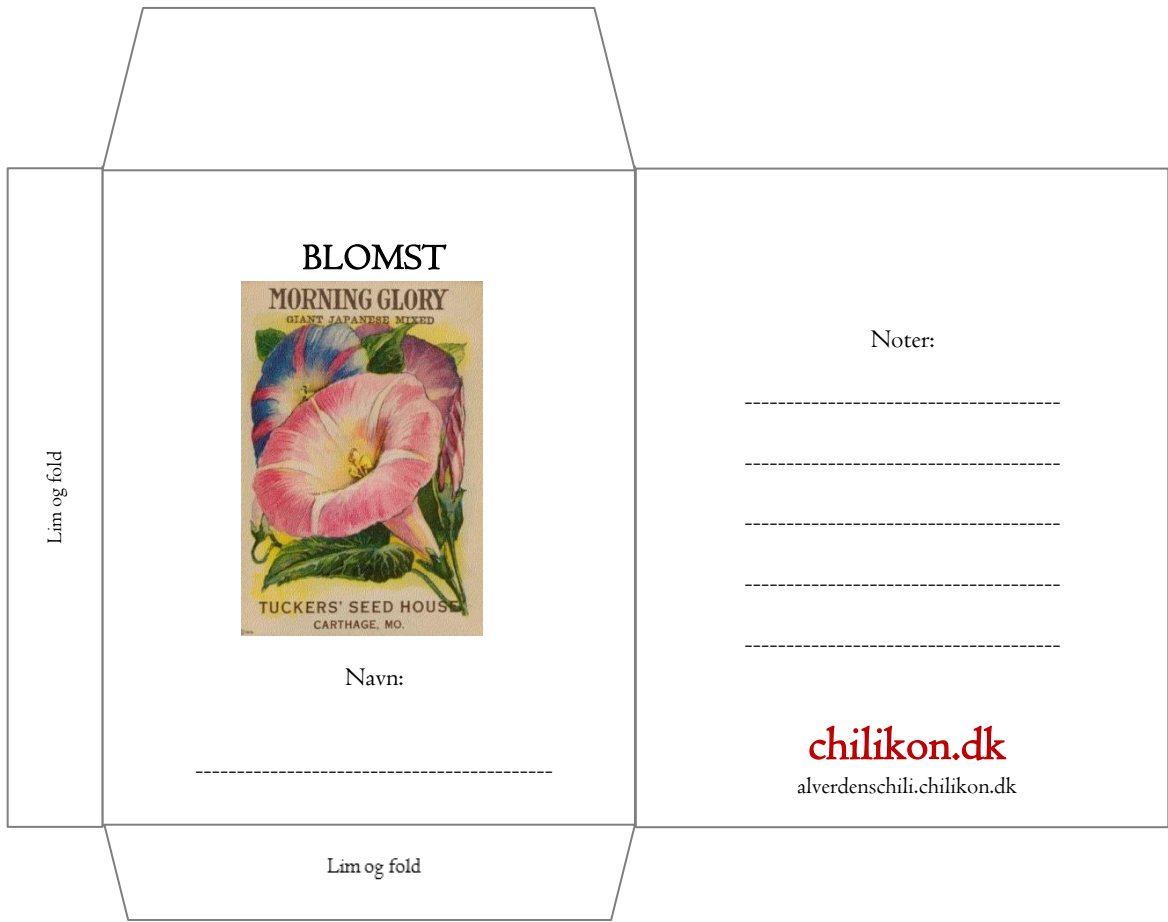 Lim og fold
BLOMST
MORNING GLORY
GIANT JAPANESE MIXED
TUCKERS' SEED HOUSE
CARTHAGE, MO.
Navn:
Lim og fold
Noter:
chilikon.dk
alverdenschili.chilikon.dk